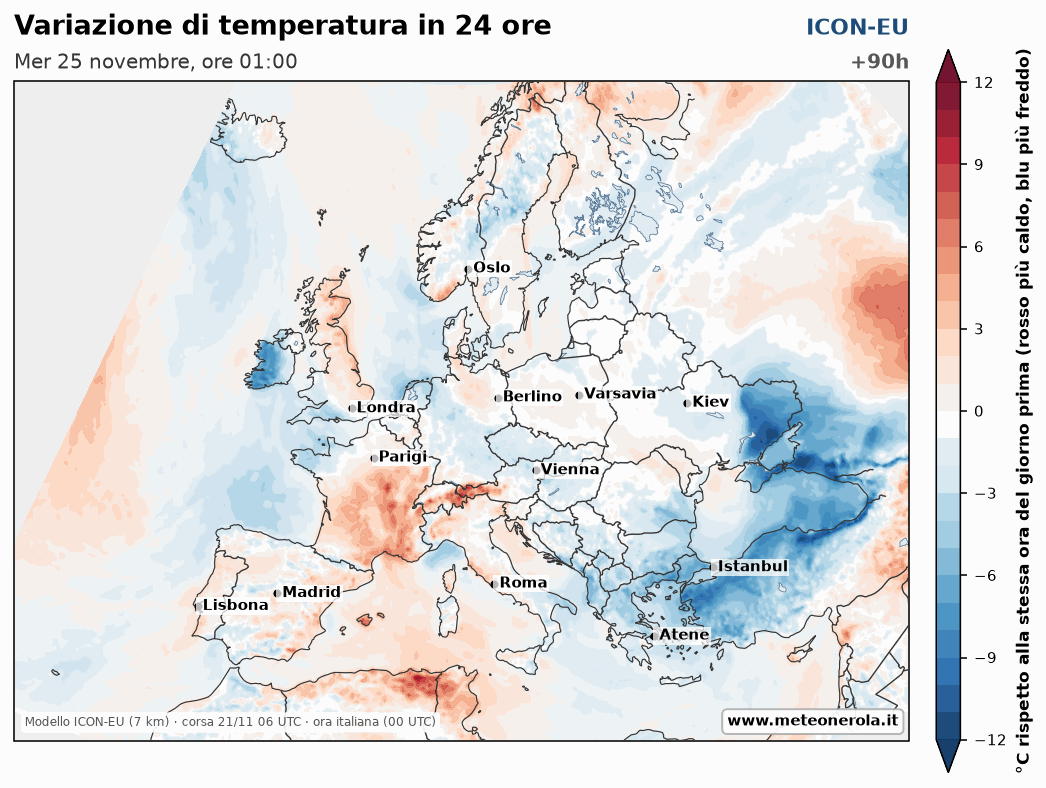 Variazione di temperatura in 24 ore
ICON-EU
Mer 25 novembre, ore 01:00
+90h
Oslo
Berlino
Varsavia
Kiev
Londra
Parigi
Vienna
Istanbul
Roma
Madrid
Lisbona
Atene
Modello ICON-EU (7 km) · corsa 21/11 06 UTC · ora italiana (00 UTC)
www.meteonerola.it
12
9
6
3
0
−3
−6
−9
−12
°C rispetto alla stessa ora del giorno prima (rosso più caldo, blu più freddo)